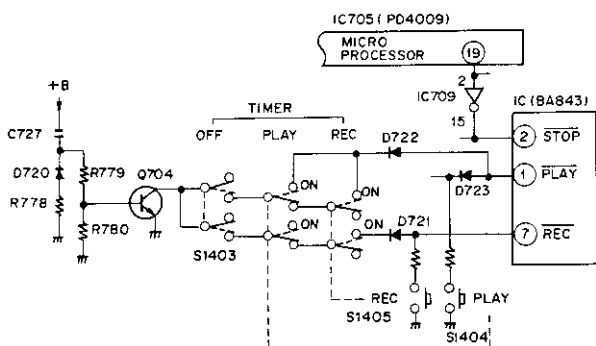 IC705 (PD4009)
MICRO
PROCESSOR
19
2
IC709
15
IC (BA843)
2 STOP
1 PLAY
7 REC
+B
C727
D720
R779
R778
R780
Q704
TIMER
OFF PLAY REC
D722
D723
ON
ON
ON
ON
D721
S1403
REC
S1405
PLAY
S1404